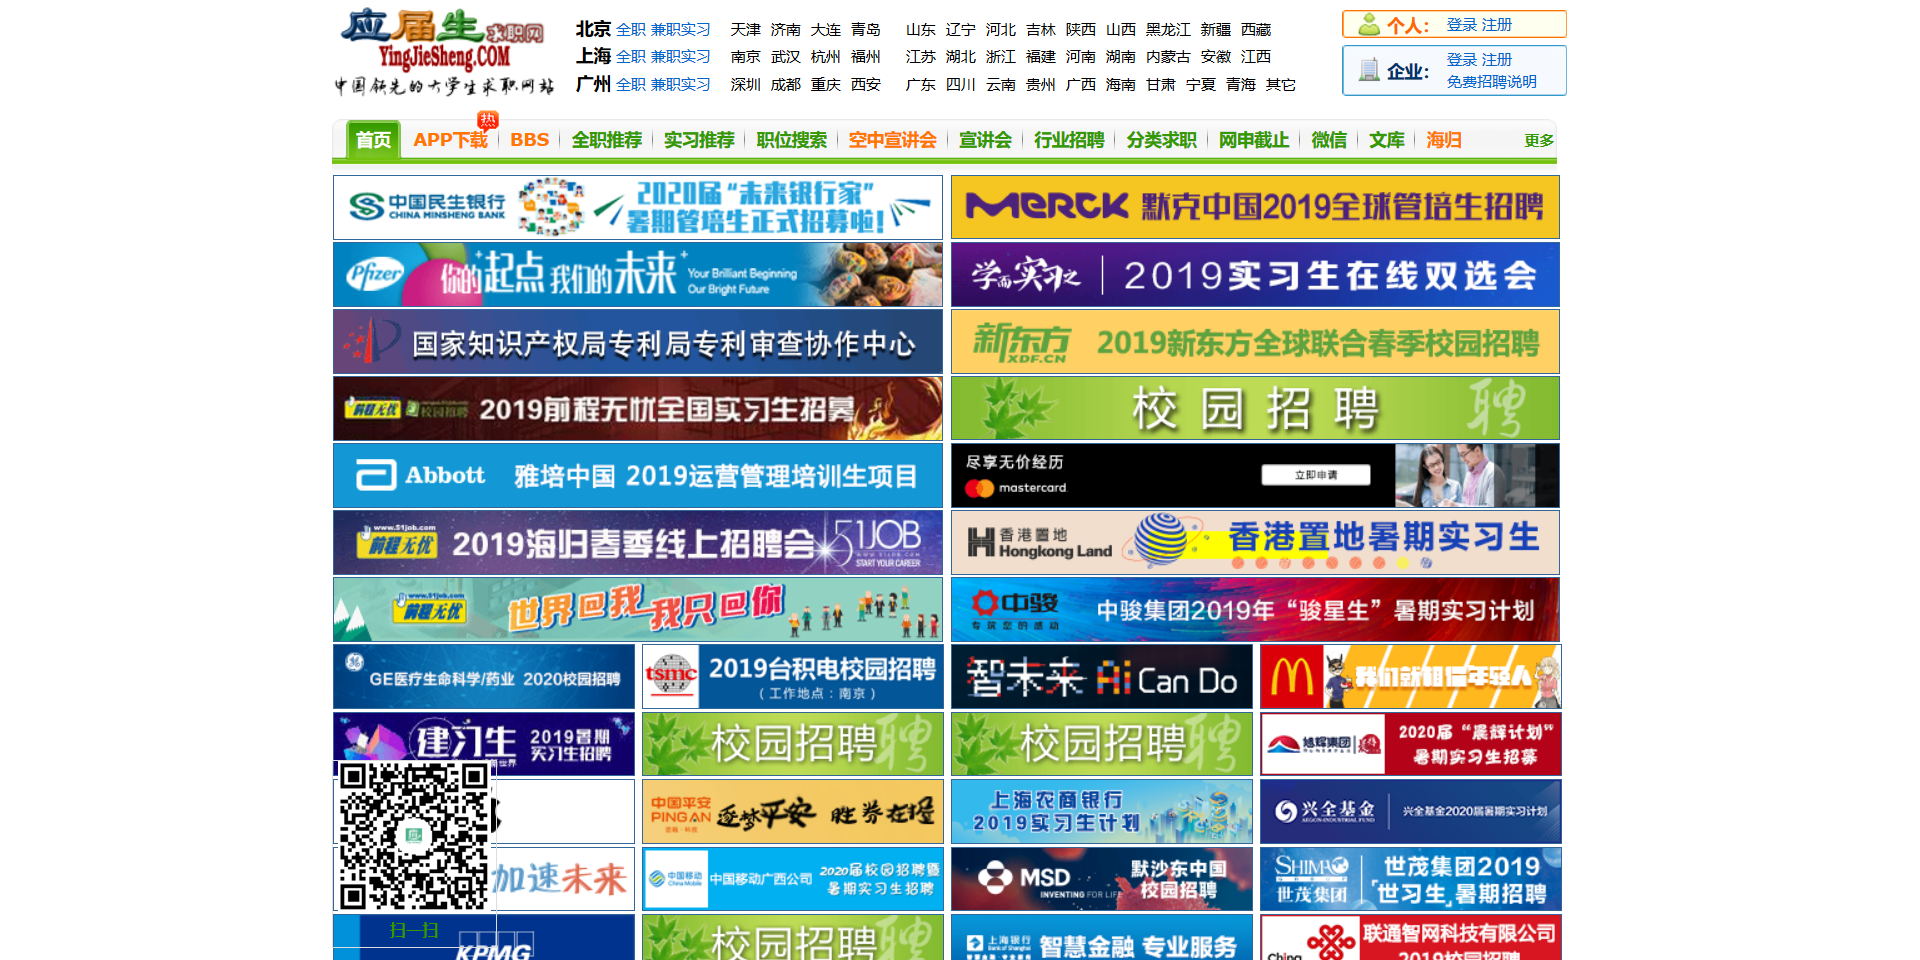 应届生求职网
YingJieSheng.COM
中国领先的大学生求职网站
北京 全职 兼职实习 天津 济南 大连 青岛 山东 辽宁 河北 吉林 陕西 山西 黑龙江 新疆 西藏
上海 全职 兼职实习 南京 武汉 杭州 福州 江苏 湖北 浙江 福建 河南 湖南 内蒙古 安徽 江西
广州 全职 兼职实习 深圳 成都 重庆 西安 广东 四川 云南 贵州 广西 海南 甘肃 宁夏 青海 其它
个人： 登录 注册
企业： 登录 注册
免费招聘说明
热
首页 APP下载 BBS 全职推荐 实习推荐 职位搜索 空中宣讲会 宣讲会 行业招聘 分类求职 网申截止 微信 文库 海归 更多
中国民生银行
CHINA MINSHENG BANK
2020届“未来银行家”
暑期管培生正式招募啦！
MERCK 默克中国2019全球管培生招聘
Pfizer 你的起点 我们的未来
Your Brilliant Beginning
Our Bright Future
学而实习之 2019实习生在线双选会
国家知识产权局专利局专利审查协作中心
新东方
XDF.CN
2019新东方全球联合春季校园招聘
前程无忧 校园招聘 2019前程无忧全国实习生招募
校园招聘 聘
Abbott 雅培中国 2019运营管理培训生项目
尽享无价经历
mastercard.
立即申请
www.51job.com
前程无忧
2019海归春季线上招聘会
51JOB
WWW.51JOB.COM
START YOUR CAREER
香港置地
Hongkong Land
香港置地暑期实习生
www.51job.com
前程无忧
世界回我 我只回你
中骏
专筑您的感动
中骏集团2019年“骏星生”暑期实习计划
GE医疗生命科学/药业 2020校园招聘
tsmc
2019台积电校园招聘
（工作地点：南京）
智未来 Ai Can Do
我们就相信年轻人
建习生
2019暑期
实习生招聘
校园招聘 聘
校园招聘 聘
旭辉集团
2020届“晨辉计划”
暑期实习生招募
中国平安
PINGAN
金融·科技
逐梦平安 胜券在握
上海农商银行
2019实习生计划
兴全基金
AEGON-INDUSTRIAL FUND
兴全基金2020届暑期实习计划
加速未来
中国移动
China Mobile
中国移动广西公司
2020届校园招聘暨
暑期实习生招聘
MSD
INVENTING FOR LIFE
默沙东中国
校园招聘
SHIMAO
GROUP
世茂集团
世茂集团2019
「世习生」暑期招聘
扫一扫
KPMG
校园招聘 聘
上海银行
Bank of Shanghai
智慧金融 专业服务
China
联通智网科技有限公司
2019校园招聘